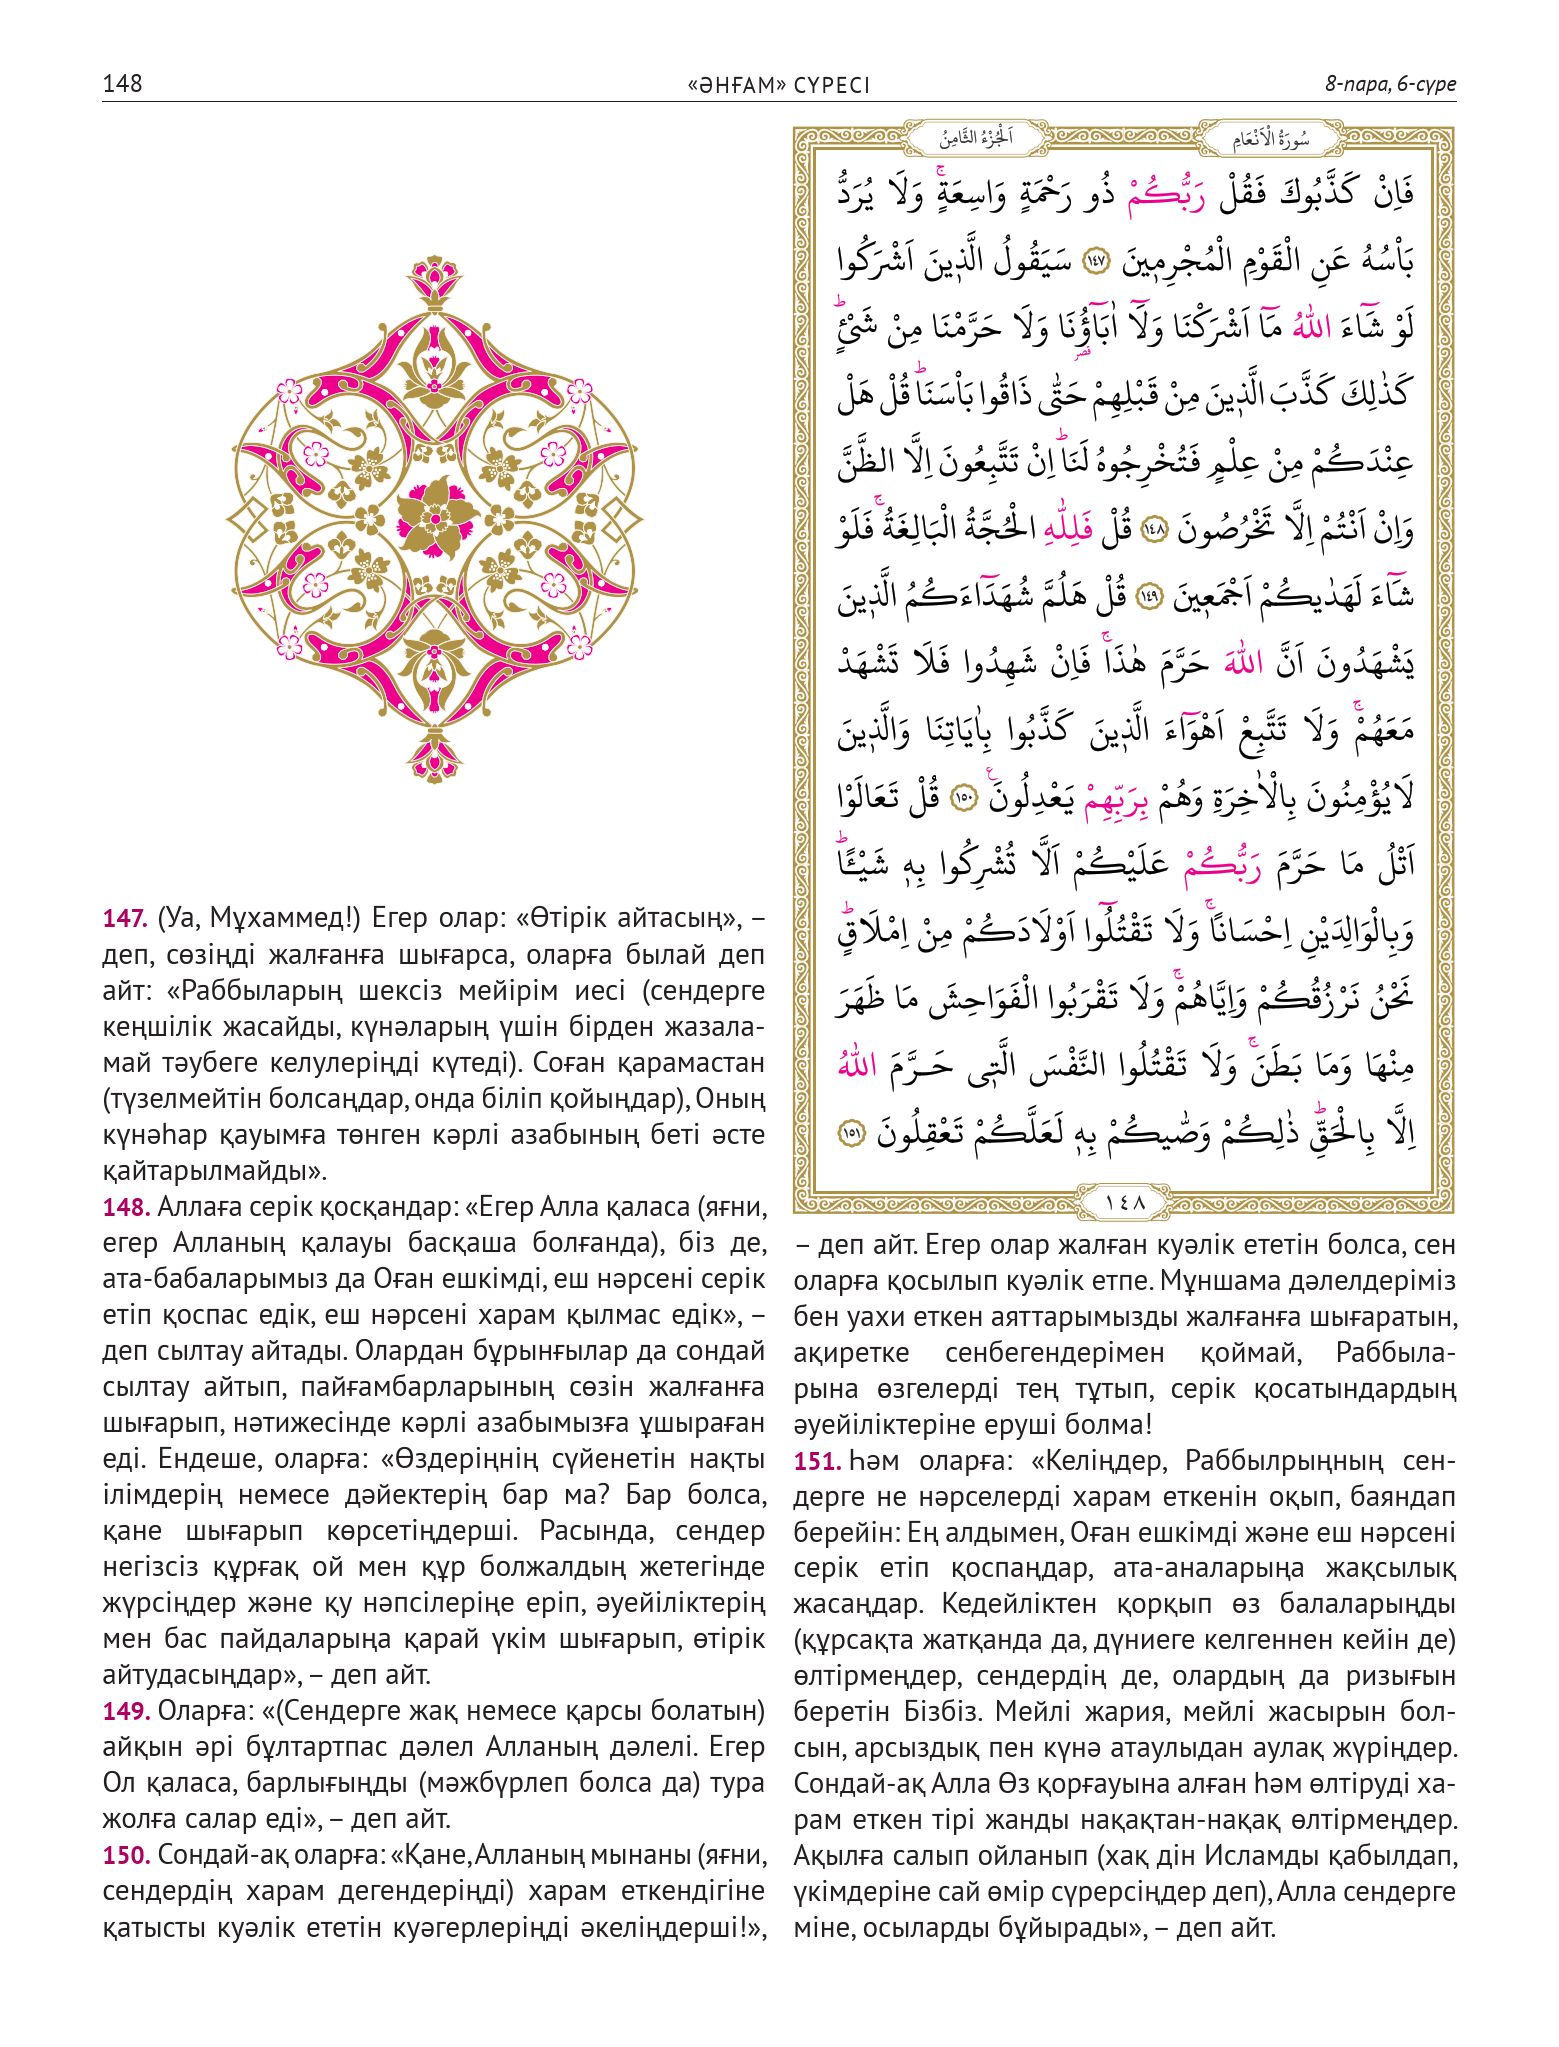 148
«ӘНҒАМ» СҮРЕСІ
8-пара, 6-сүре
147. (Уа, Мұхаммед!) Егер олар: «Өтірік айтасың», –
деп, сөзіңді жалғанға шығарса, оларға былай деп
айт: «Раббыларың шексіз мейірім иесі (сендерге
кеңшілік жасайды, күнәларың үшін бірден жазала-
май тәубеге келулеріңді күтеді). Соған қарамастан
(түзелмейтін болсаңдар, онда біліп қойыңдар), Оның
күнәһар қауымға төнген кәрлі азабының беті әсте
қайтарылмайды».
148. Аллаға серік қосқандар: «Егер Алла қаласа (яғни,
егер Алланың қалауы басқаша болғанда), біз де,
ата-бабаларымыз да Оған ешкімді, еш нәрсені серік
етіп қоспас едік, еш нәрсені харам қылмас едік», –
деп сылтау айтады. Олардан бұрынғылар да сондай
сылтау айтып, пайғамбарларының сөзін жалғанға
шығарып, нәтижесінде кәрлі азабымызға ұшыраған
еді. Ендеше, оларға: «Өздеріңнің сүйенетін нақты
ілімдерің немесе дәйектерің бар ма? Бар болса,
қане шығарып көрсетіңдерші. Расында, сендер
негізсіз құрғақ ой мен құр болжалдың жетегінде
жүрсіңдер және қу нәпсілеріңе еріп, әуейіліктерің
мен бас пайдаларыңа қарай үкім шығарып, өтірік
айтудасыңдар», – деп айт.
149. Оларға: «(Сендерге жақ немесе қарсы болатын)
айқын әрі бұлтартпас дәлел Алланың дәлелі. Егер
Ол қаласа, барлығыңды (мәжбүрлеп болса да) тура
жолға салар еді», – деп айт.
150. Сондай-ақ оларға: «Қане, Алланың мынаны (яғни,
сендердің харам дегендеріңді) харам еткендігіне
қатысты куәлік ететін куәгерлеріңді әкеліңдерші!»,
اَلْجُزْءُ الثَّامِنُ
سُورَةُ الْاَنْعَامِ
فَاِنْ كَذَّبُوكَ فَقُلْ رَبُّكُمْ ذُو رَحْمَةٍ وَاسِعَةٍۚ وَلَا يُرَدُّ
بَأْسُهُ عَنِ الْقَوْمِ الْمُجْرِمٖينَ ﴿١٤٧﴾ سَيَقُولُ الَّذٖينَ اَشْرَكُوا
لَوْ شَٓاءَ اللّٰهُ مَٓا اَشْرَكْنَا وَلَٓا اٰبَٓاؤُنَا وَلَا حَرَّمْنَا مِنْ شَیْءٍؕ
كَذٰلِكَ كَذَّبَ الَّذٖينَ مِنْ قَبْلِهِمْ حَتّٰى ذَاقُوا بَأْسَنَاؕ قُلْ هَلْ
عِنْدَكُمْ مِنْ عِلْمٍ فَتُخْرِجُوهُ لَنَاؕ اِنْ تَتَّبِعُونَ اِلَّا الظَّنَّ
وَاِنْ اَنْتُمْ اِلَّا تَخْرُصُونَ ﴿١٤٨﴾ قُلْ فَلِلّٰهِ الْحُجَّةُ الْبَالِغَةُۚ فَلَوْ
شَٓاءَ لَهَدٰيكُمْ اَجْمَعٖينَ ﴿١٤٩﴾ قُلْ هَلُمَّ شُهَدَٓاءَكُمُ الَّذٖينَ
يَشْهَدُونَ اَنَّ اللّٰهَ حَرَّمَ هٰذَاۚ فَاِنْ شَهِدُوا فَلَا تَشْهَدْ
مَعَهُمْۚ وَلَا تَتَّبِعْ اَهْوَٓاءَ الَّذٖينَ كَذَّبُوا بِاٰيَاتِنَا وَالَّذٖينَ
لَا يُؤْمِنُونَ بِالْاٰخِرَةِ وَهُمْ بِرَبِّهِمْ يَعْدِلُونَ ﴿١٥٠﴾ قُلْ تَعَالَوْا
اَتْلُ مَا حَرَّمَ رَبُّكُمْ عَلَيْكُمْ اَلَّا تُشْرِكُوا بِهٖ شَيْـًٔاؕ
وَبِالْوَالِدَيْنِ اِحْسَانًاۚ وَلَا تَقْتُلُٓوا اَوْلَادَكُمْ مِنْ اِمْلَاقٍؕ
نَحْنُ نَرْزُقُكُمْ وَاِيَّاهُمْۚ وَلَا تَقْرَبُوا الْفَوَاحِشَ مَا ظَهَرَ
مِنْهَا وَمَا بَطَنَۚ وَلَا تَقْتُلُوا النَّفْسَ الَّتٖى حَرَّمَ اللّٰهُ
اِلَّا بِالْحَقِّؕ ذٰلِكُمْ وَصّٰيكُمْ بِهٖ لَعَلَّكُمْ تَعْقِلُونَ ﴿١٥١﴾
١٤٨
– деп айт. Егер олар жалған куәлік ететін болса, сен
оларға қосылып куәлік етпе. Мұншама дәлелдеріміз
бен уахи еткен аяттарымызды жалғанға шығаратын,
ақиретке сенбегендерімен қоймай, Раббыла-
рына өзгелерді тең тұтып, серік қосатындардың
әуейіліктеріне еруші болма!
151. Һәм оларға: «Келіңдер, Раббылрыңның сен-
дерге не нәрселерді харам еткенін оқып, баяндап
берейін: Ең алдымен, Оған ешкімді және еш нәрсені
серік етіп қоспаңдар, ата-аналарыңа жақсылық
жасаңдар. Кедейліктен қорқып өз балаларыңды
(құрсақта жатқанда да, дүниеге келгеннен кейін де)
өлтірмеңдер, сендердің де, олардың да ризығын
беретін Бізбіз. Мейлі жария, мейлі жасырын бол-
сын, арсыздық пен күнә атаулыдан аулақ жүріңдер.
Сондай-ақ Алла Өз қорғауына алған һәм өлтіруді ха-
рам еткен тірі жанды нақақтан-нақақ өлтірмеңдер.
Ақылға салып ойланып (хақ дін Исламды қабылдап,
үкімдеріне сай өмір сүрерсіңдер деп), Алла сендерге
міне, осыларды бұйырады», – деп айт.